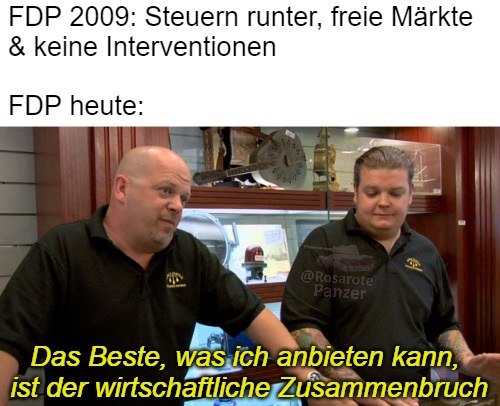 FDP 2009: Steuern runter, freie Märkte
& keine Interventionen
FDP heute:
@Rosarote
Panzer
Das Beste, was ich anbieten kann,
ist der wirtschaftliche Zusammenbruch